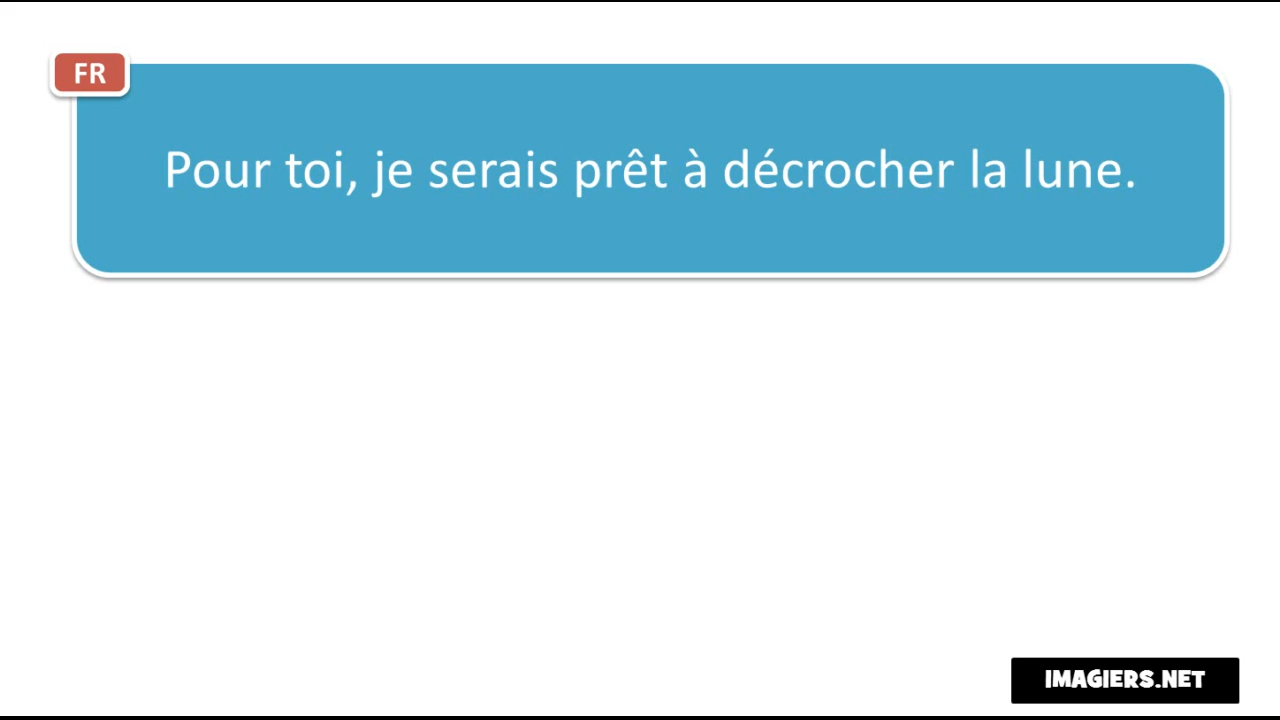 FR
Pour toi, je serais prêt à décrocher la lune.
IMAGIERS.NET